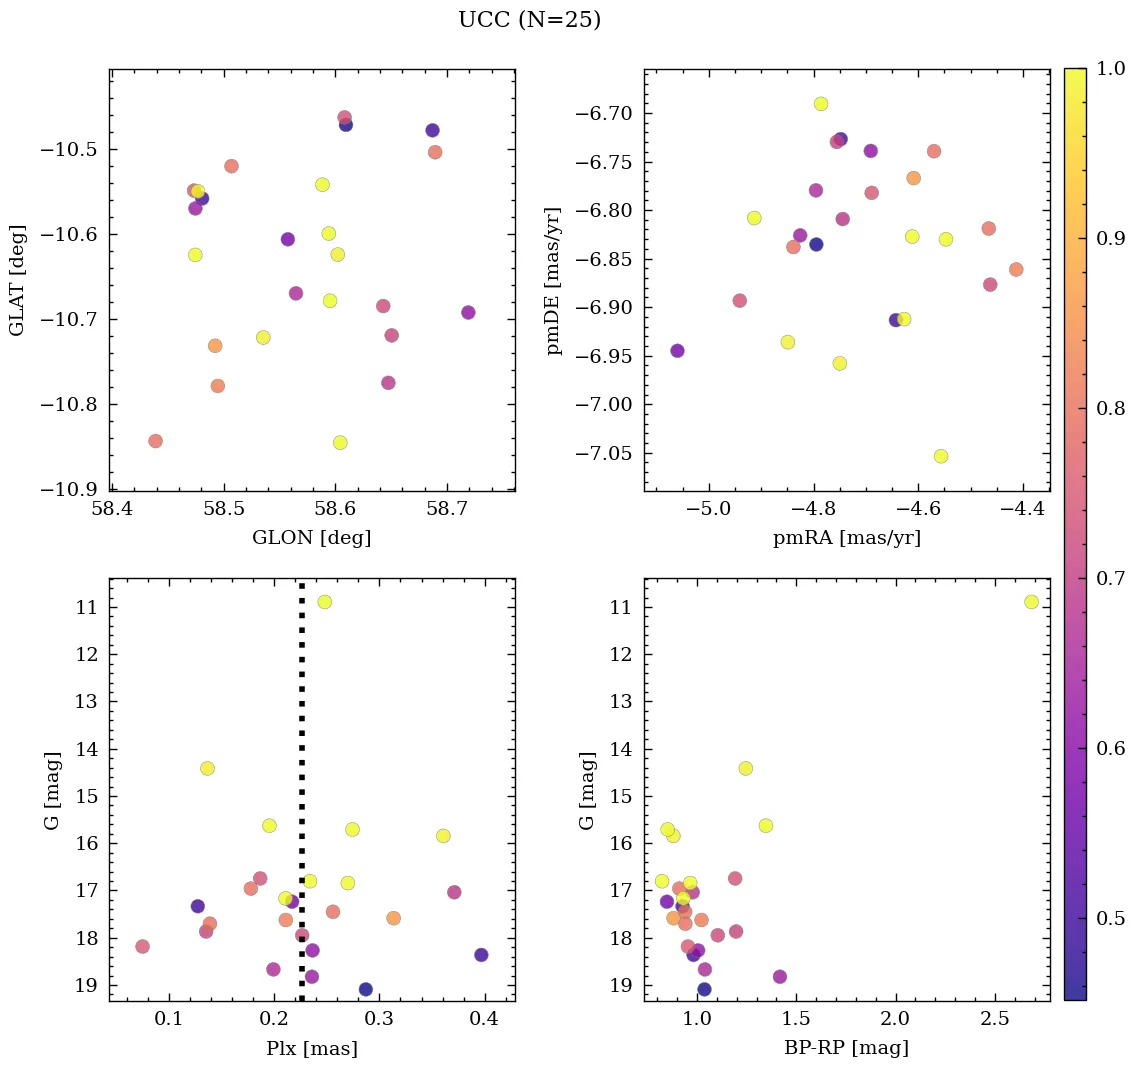 UCC (N=25)
−10.5
−10.6
−10.7
−10.8
−10.9
GLAT [deg]
58.4 58.5 58.6 58.7
GLON [deg]
−6.70
−6.75
−6.80
−6.85
−6.90
−6.95
−7.00
−7.05
pmDE [mas/yr]
−5.0 −4.8 −4.6 −4.4
pmRA [mas/yr]
11
12
13
14
15
16
17
18
19
G [mag]
0.1 0.2 0.3 0.4
Plx [mas]
11
12
13
14
15
16
17
18
19
G [mag]
1.0 1.5 2.0 2.5
BP-RP [mag]
1.0
0.9
0.8
0.7
0.6
0.5